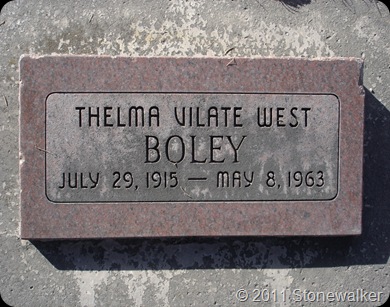 THELMA VILATE WEST
BOLEY
JULY 29, 1915 — MAY 8, 1963
© 2011 Stonewalker